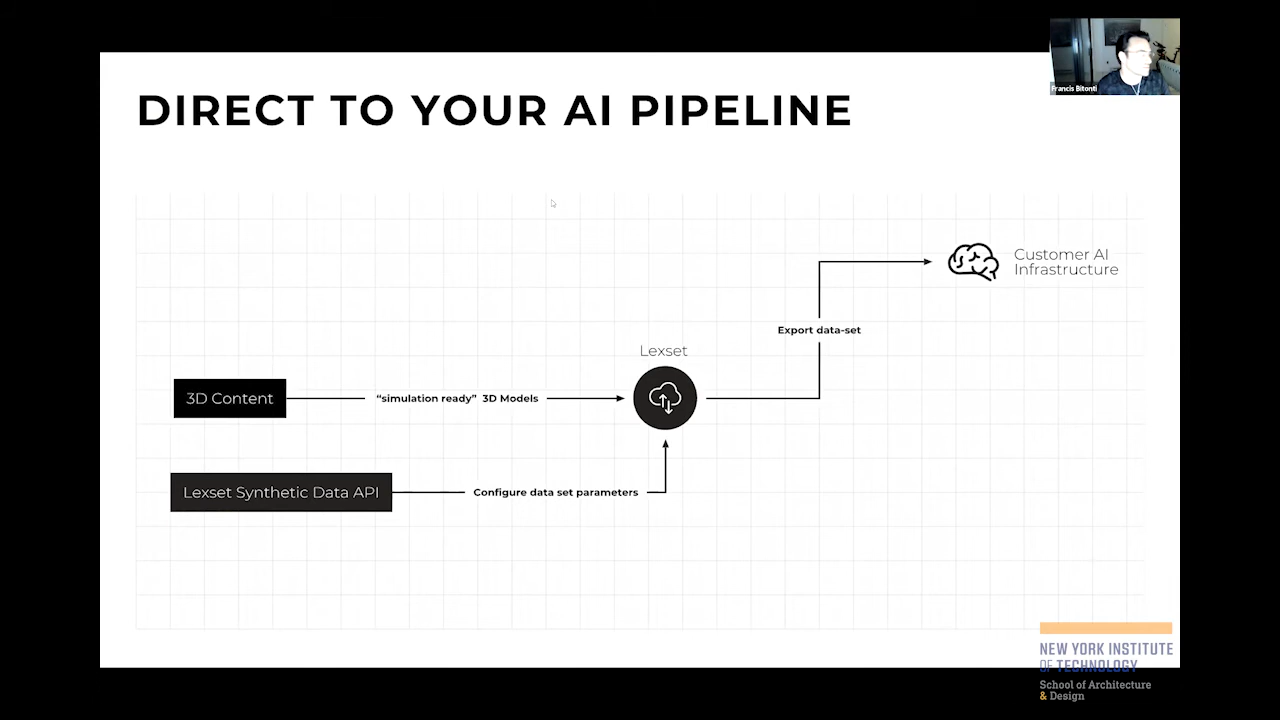 Francis Bitonti
DIRECT TO YOUR AI PIPELINE
Customer AI
Infrastructure
Export data-set
Lexset
3D Content
“simulation ready” 3D Models
Lexset Synthetic Data API
Configure data set parameters
NEW YORK INSTITUTE
OF TECHNOLOGY
School of Architecture
& Design